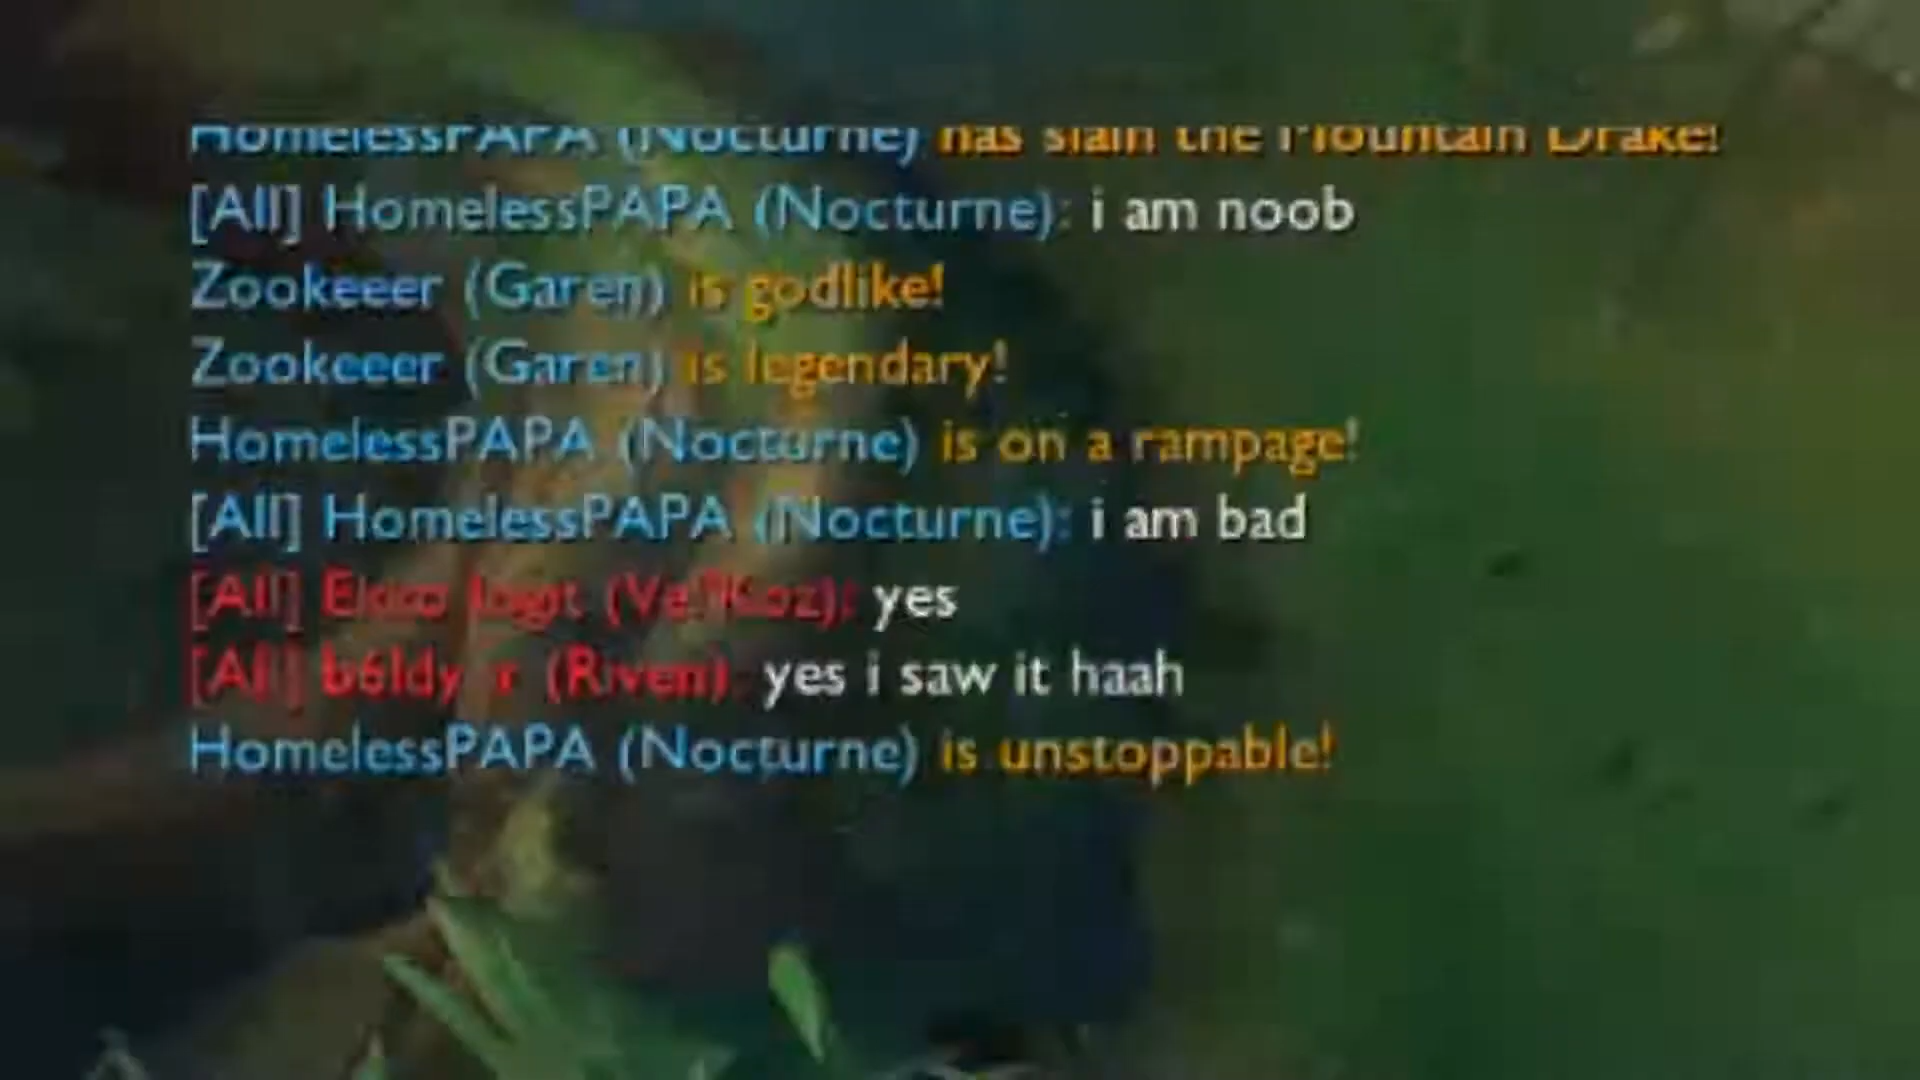 HomelessPAPA (Nocturne) has slain the Mountain Drake!
[All] HomelessPAPA (Nocturne): i am noob
Zookeeer (Garen) is godlike!
Zookeeer (Garen) is legendary!
HomelessPAPA (Nocturne) is on a rampage!
[All] HomelessPAPA (Nocturne): i am bad
[All] (Vel'Koz): yes
[All] (Riven): yes i saw it haah
HomelessPAPA (Nocturne) is unstoppable!